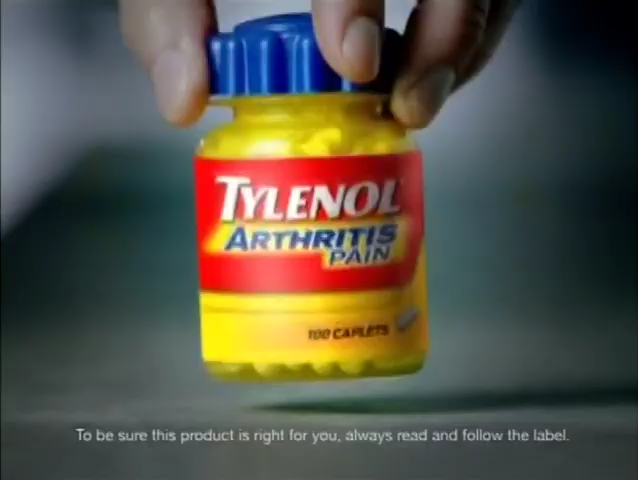 TYLENOL
ARTHRITIS
PAIN
100 CAPLETS
To be sure this product is right for you, always read and follow the label.